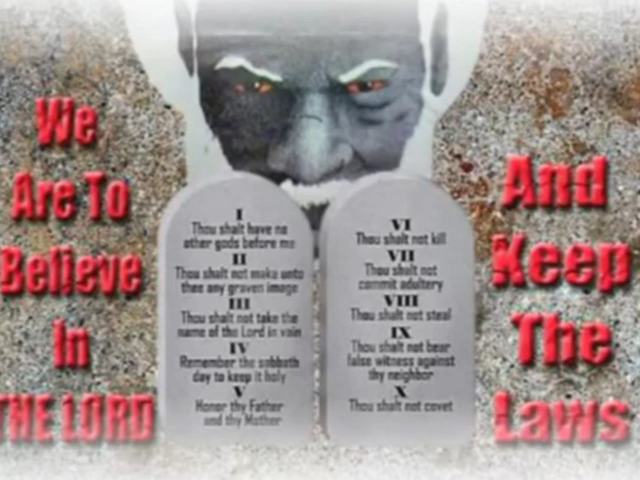 We
Are To
Believe
in
THE LORD
I
Thou shalt have no
other gods before me
II
Thou shalt not make unto
thee any graven image
III
Thou shalt not take the
name of the Lord in vain
IV
Remember the sabbath
day to keep it holy
V
Honor thy Father
and thy Mother
VI
Thou shalt not kill
VII
Thou shalt not
commit adultery
VIII
Thou shalt not steal
IX
Thou shalt not bear
false witness against
thy neighbor
X
Thou shalt not covet
And
Keep
The
Laws